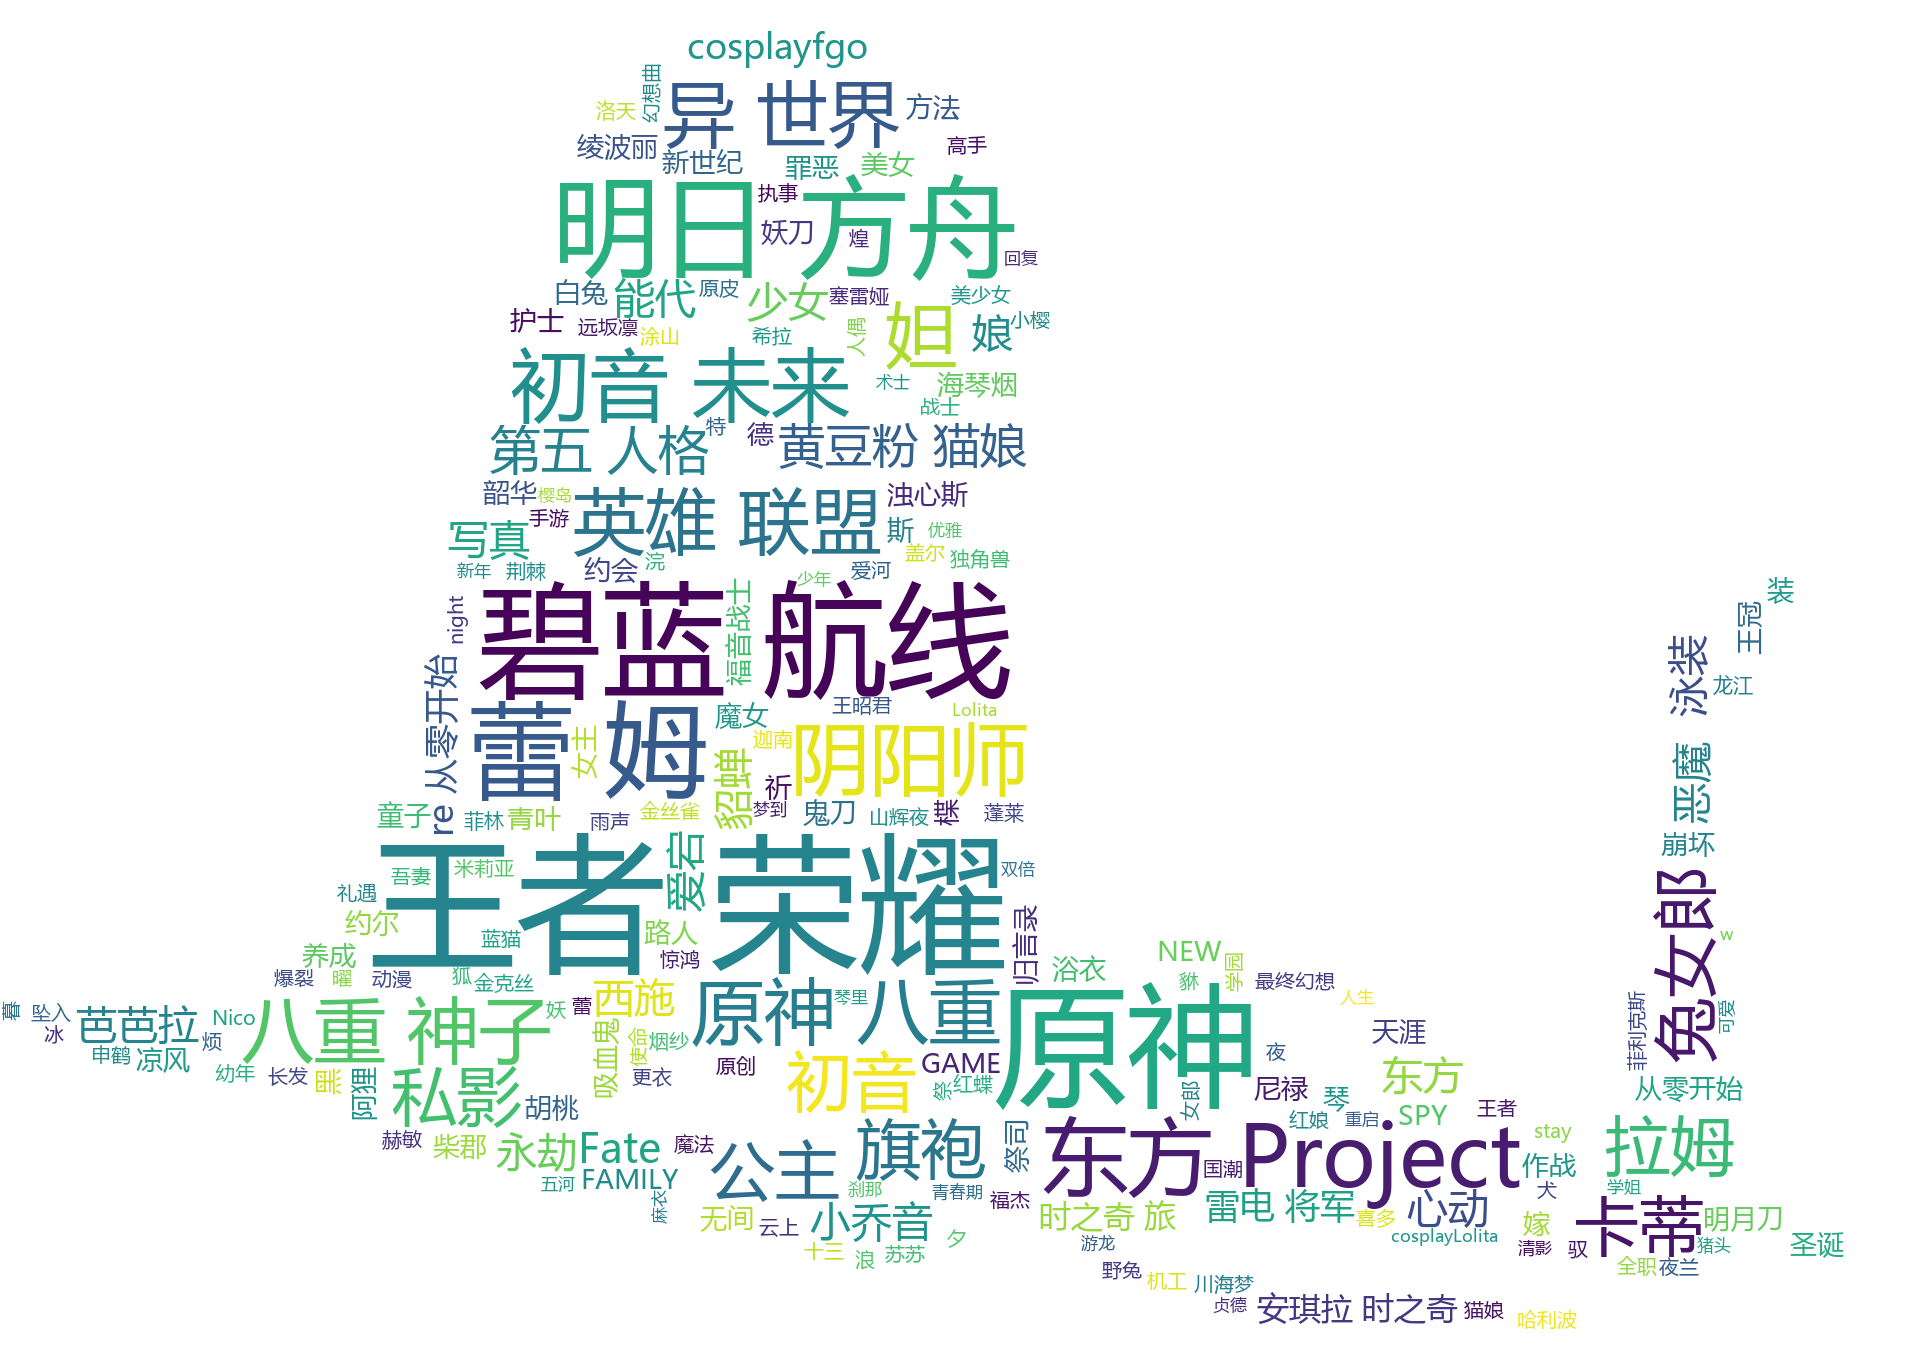 cosplayfgo
幻想曲
洛天
异 世界
方法
绫波丽
新世纪
罪恶
美女
高手
明日 方舟
执事
妖刀
煌
回复
白兔
能代
原皮
少女
塞雷娅
美少女
护士
远坂凛
涂山
希拉
人偶
妲
娘
小樱
初音 未来
术士
海琴烟
战士
第五 人格
特
德
黄豆粉 猫娘
韶华
樱岛
手游
英雄 联盟
浊心斯
斯
优雅
写真
新年
荆棘
约会
浣
少年
爱河
盖尔
独角兽
night
碧蓝 航线
福音战士
装
王冠
泳装
龙江
re 从零开始
蕾 姆
女主
魔女
王昭君
Lolita
迦南
阴阳师
貂蝉
祈
恶魔
童子
菲林
青叶
雨声
金丝雀
梦到
鬼刀
山辉夜
蓬莱
崩坏
王者 荣耀
吾妻
米莉亚
爱宕
双倍
礼遇
约尔
蓝猫
路人
归言录
兔女郎
w
养成
爆裂
曜
动漫
狐
金克丝
惊鸿
浴衣
NEW
学园
最终幻想
人生
暮
坠入
冰
芭芭拉
申鹤
凉风
烦
Nico
八重 神子
妖
蕾
西施
原神 八重
琴里
原神
天涯
菲利克斯
可爱
幼年
长发
黑
阿狸
私影
胡桃
吸血鬼
使命
烟纱
更衣
原创
初音
GAME
祭
红蝶
女郎
夜
尼禄
琴
东方
从零开始
红娘
重启
SPY
王者
赫敏
柴郡
永劫
Fate
魔法
FAMILY
五河
麻衣
公主
旗袍
祭司
东方 Project
国潮
stay
作战
拉姆
刹那
青春期
福杰
犬
学姐
无间
云上
小乔音
夕
时之奇 旅
雷电 将军
喜多
心动
嫁
卡蒂
明月刀
十三
浪
苏苏
游龙
cosplayLolita
清影
驭
猪头
圣诞
野兔
机工
川海梦
全职
夜兰
贞德
安琪拉 时之奇
猫娘
哈利波